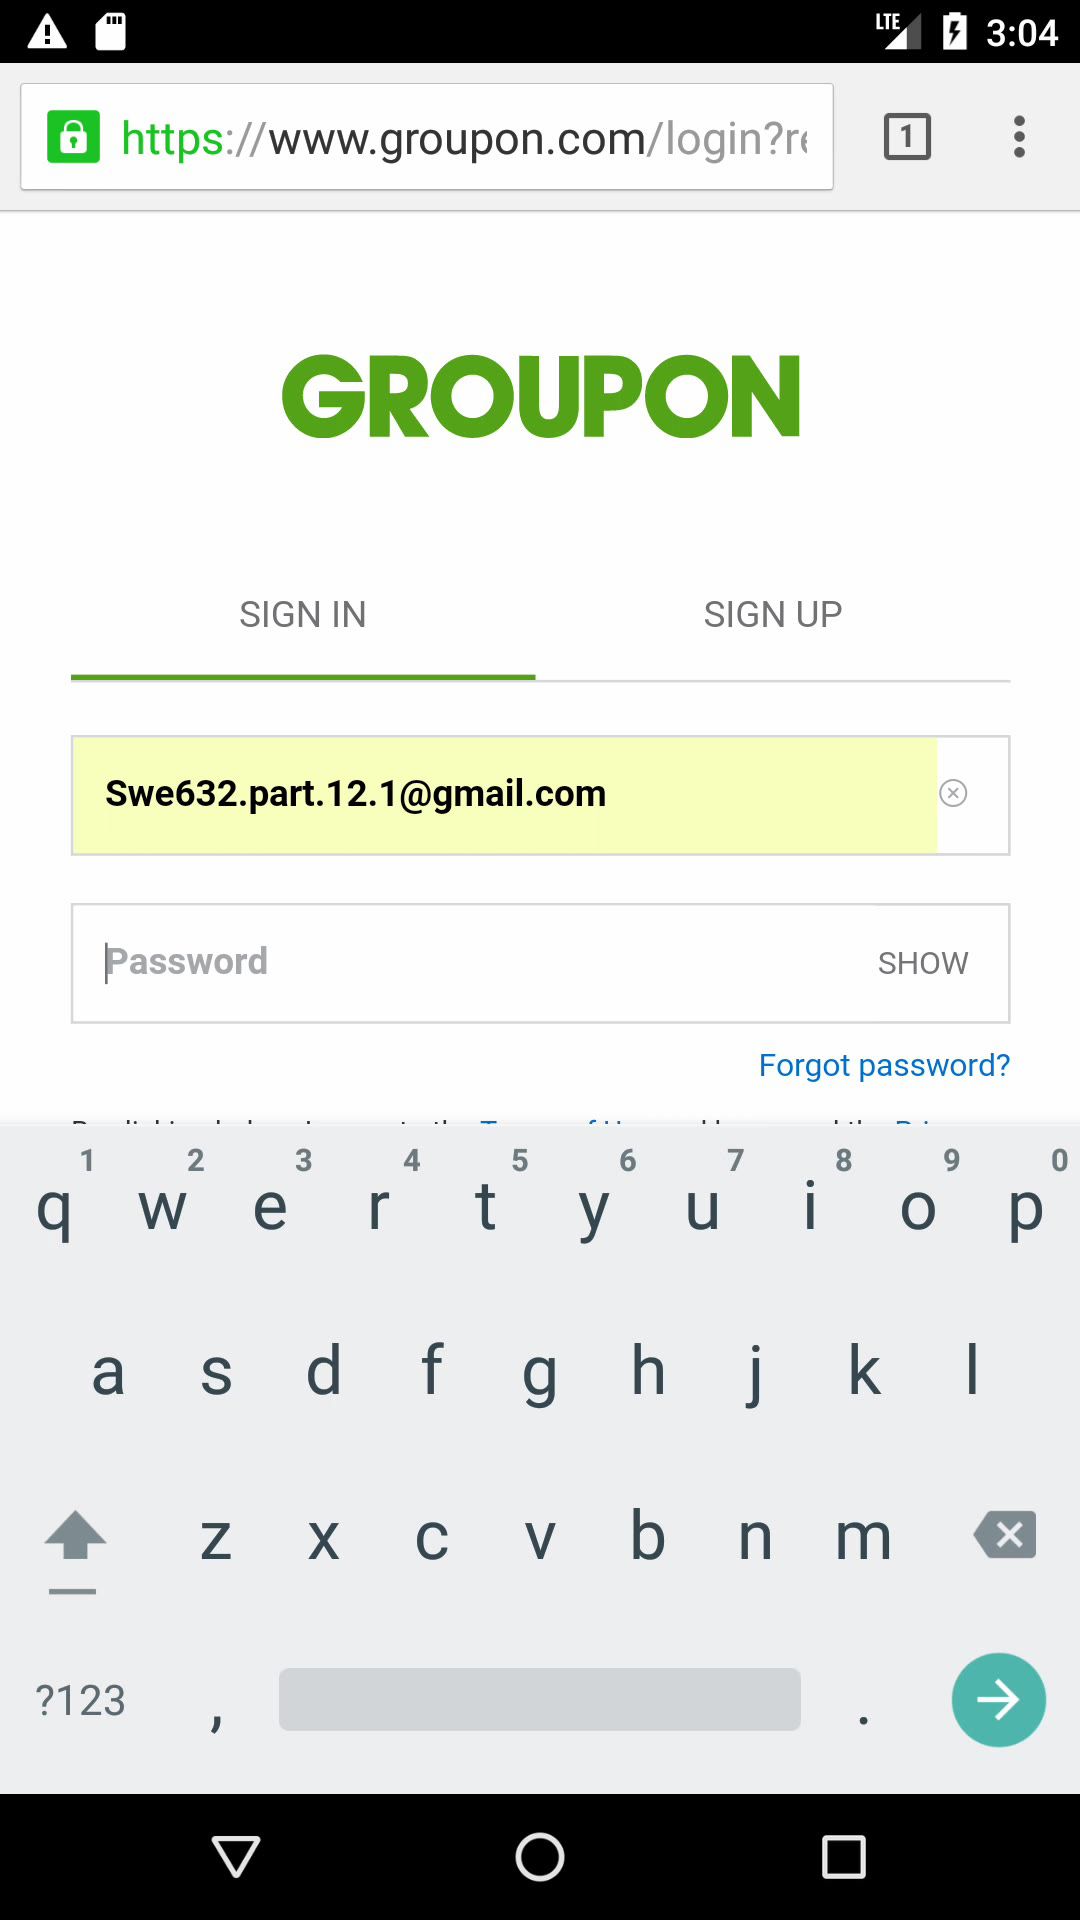 LTE 3:04
https://www.groupon.com/login?re
1
GROUPON
SIGN IN SIGN UP
Swe632.part.12.1@gmail.com
Password SHOW
Forgot password?
1 2 3 4 5 6 7 8 9 0
q w e r t y u i o p
a s d f g h j k l
z x c v b n m
?123 , .